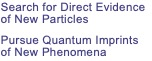 Search for Direct Evidence
of New Particles
Pursue Quantum Imprints
of New Phenomena